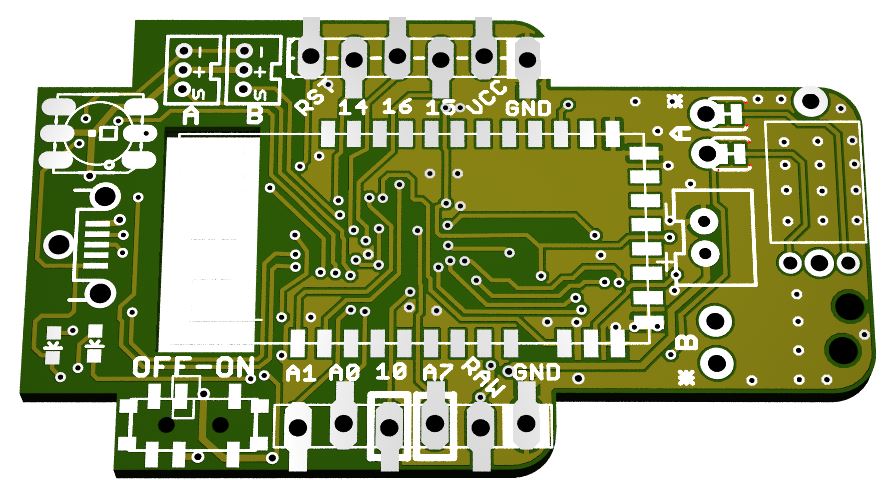 - -
+ +
S S
A B
RST 14 16 15 VCC GND
A
+
B
OFF-ON
A1 A0 10 A7 RAW GND